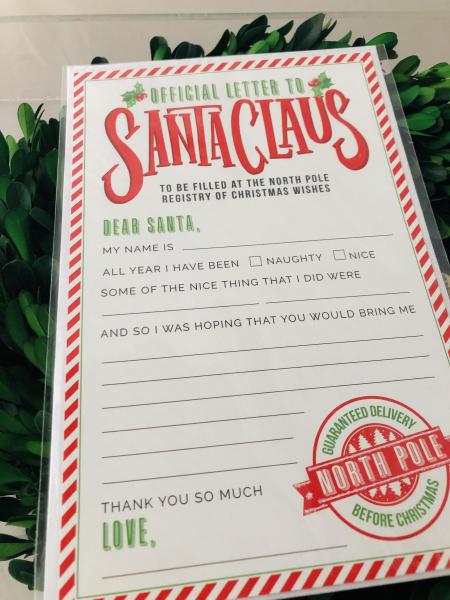 OFFICIAL LETTER TO
SANTA CLAUS
TO BE FILLED AT THE NORTH POLE
REGISTRY OF CHRISTMAS WISHES
DEAR SANTA,
MY NAME IS
ALL YEAR I HAVE BEEN NAUGHTY NICE
SOME OF THE NICE THING THAT I DID WERE
AND SO I WAS HOPING THAT YOU WOULD BRING ME
GUARANTEED DELIVERY
NORTH POLE
BEFORE CHRISTMAS
THANK YOU SO MUCH
LOVE,